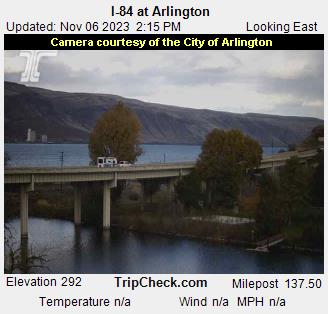 I-84 at Arlington
Updated: Nov 06 2023 2:15 PM Looking East
Camera courtesy of the City of Arlington
Elevation 292 TripCheck.com Milepost 137.50
Temperature n/a Wind n/a MPH n/a